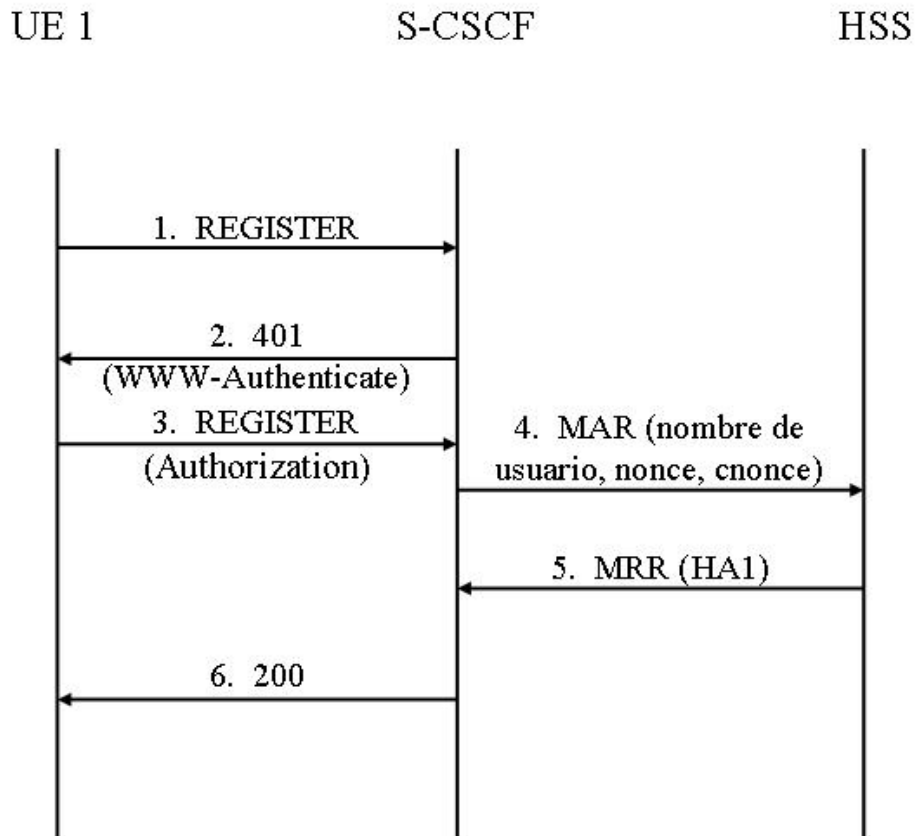 UE 1
S-CSCF
HSS
1. REGISTER
2. 401
(WWW-Authenticate)
3. REGISTER
(Authorization)
4. MAR (nombre de
usuario, nonce, cnonce)
5. MRR (HA1)
6. 200